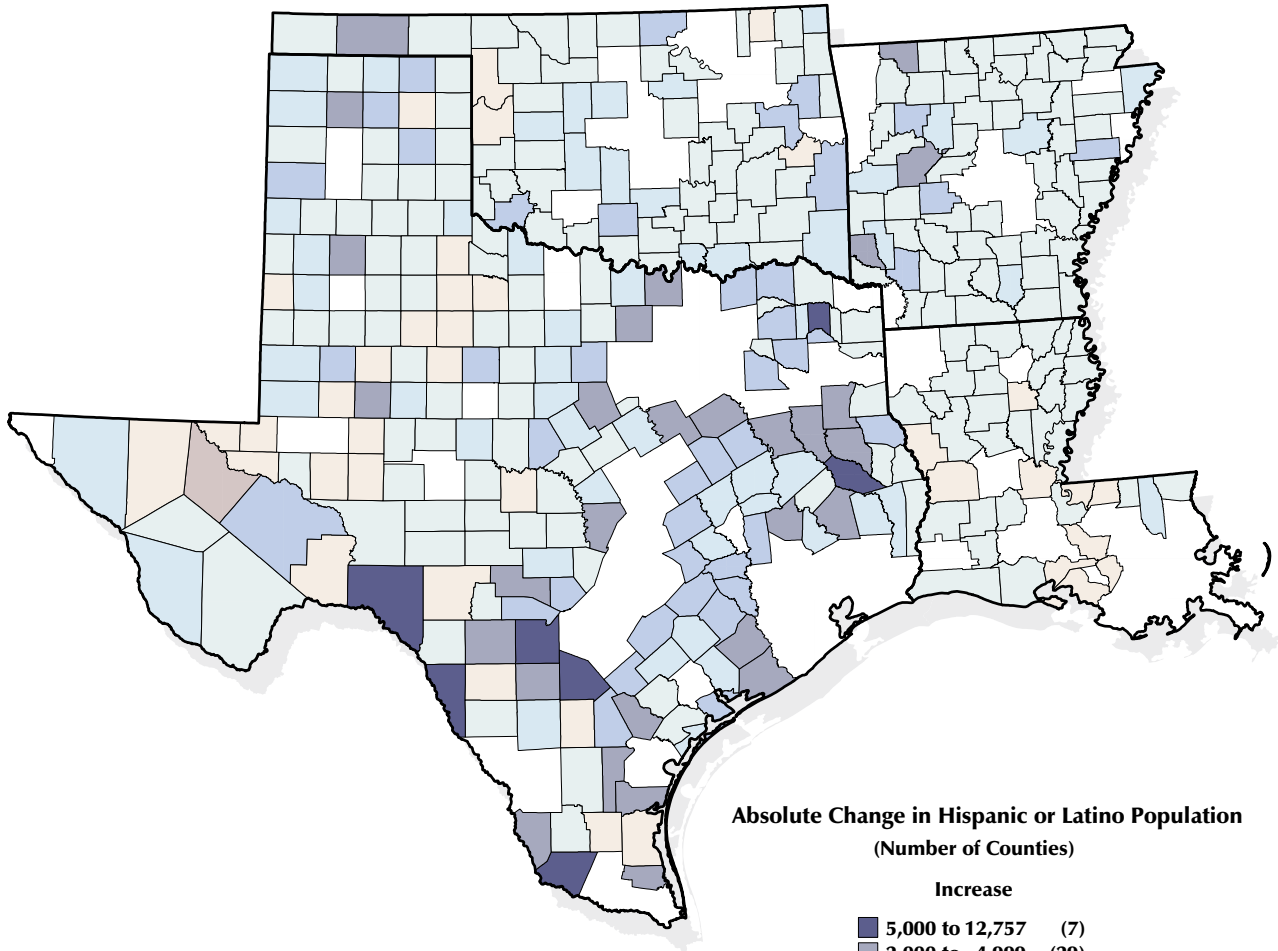 Absolute Change in Hispanic or Latino Population
(Number of Counties)
Increase
5,000 to 12,757 (7)